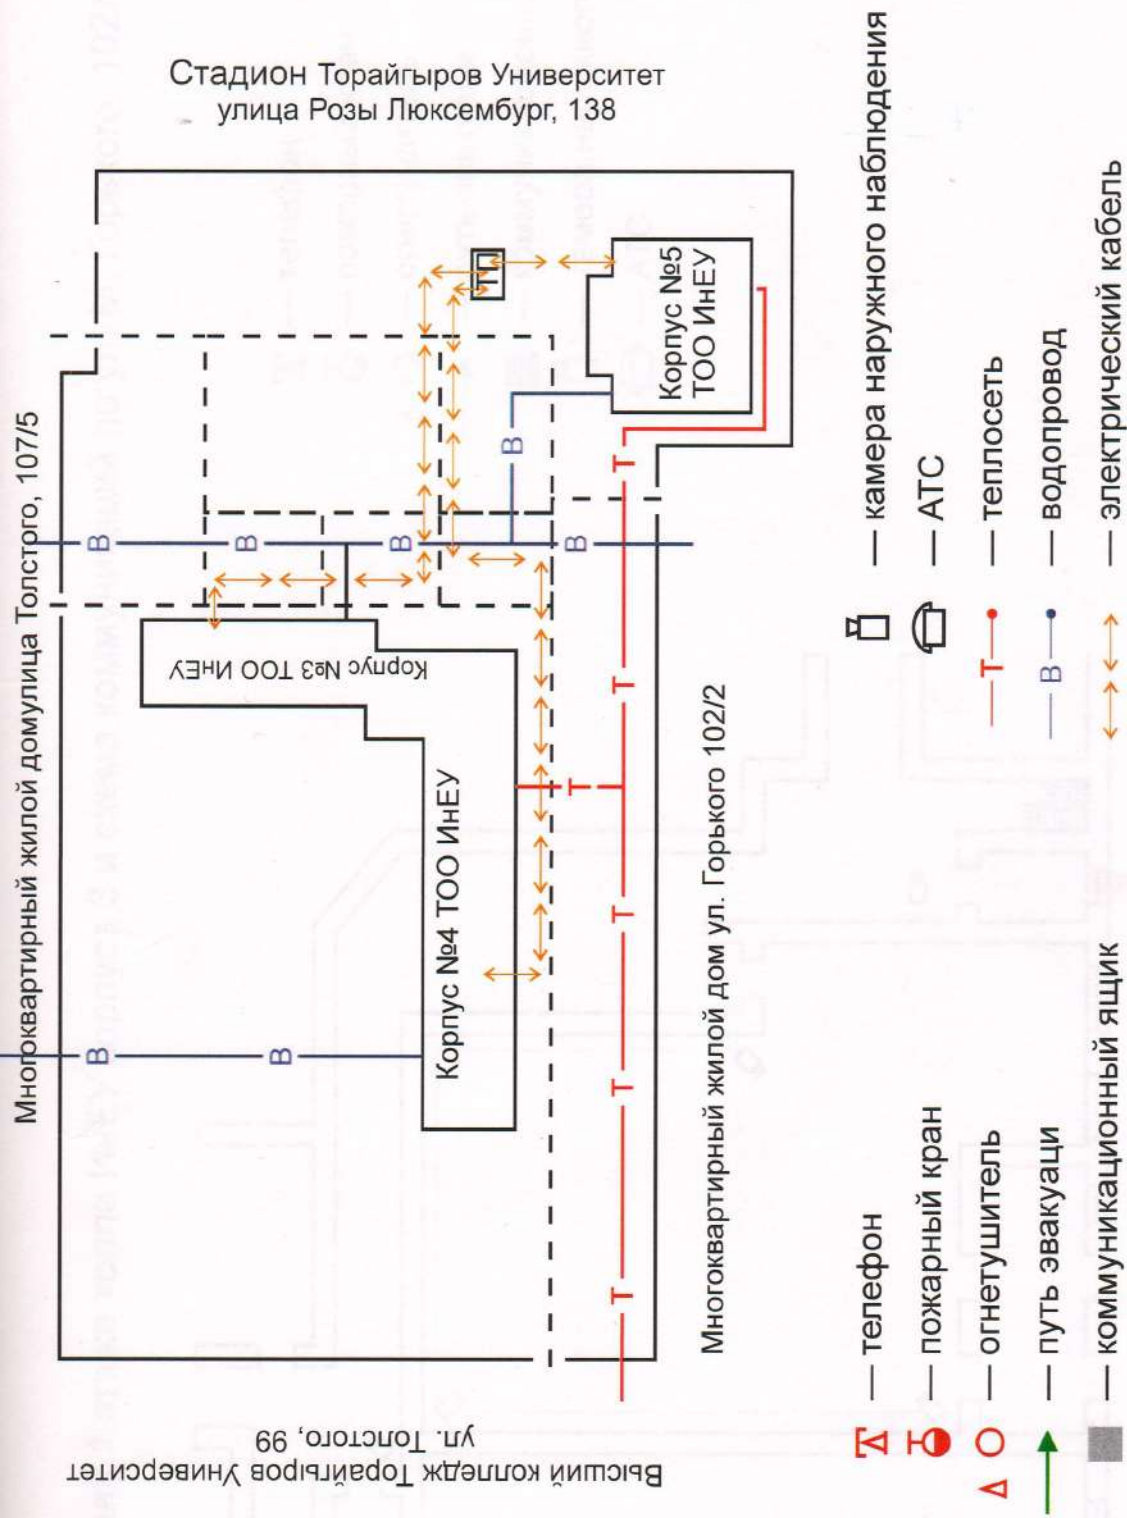 Стадион Торайгыров Университет
улица Розы Люксембург, 138
Многоквартирный жилой домулица Толстого, 107/5
В
В
В
В
В
В
В
ТП
Корпус №5
ТОО ИнЕУ
Корпус №3 ТОО ИнЕУ
Корпус №4 ТОО ИнЕУ
Т
Т
Т
Т
Т
Т
Многоквартирный жилой дом ул. Горького 102/2
Высший колледж Торайгыров Университет
ул. Толстого, 99
— телефон
— пожарный кран
— огнетушитель
— путь эвакуаци
— коммуникационный ящик
— камера наружного наблюдения
— АТС
Т — теплосеть
В — водопровод
— электрический кабель